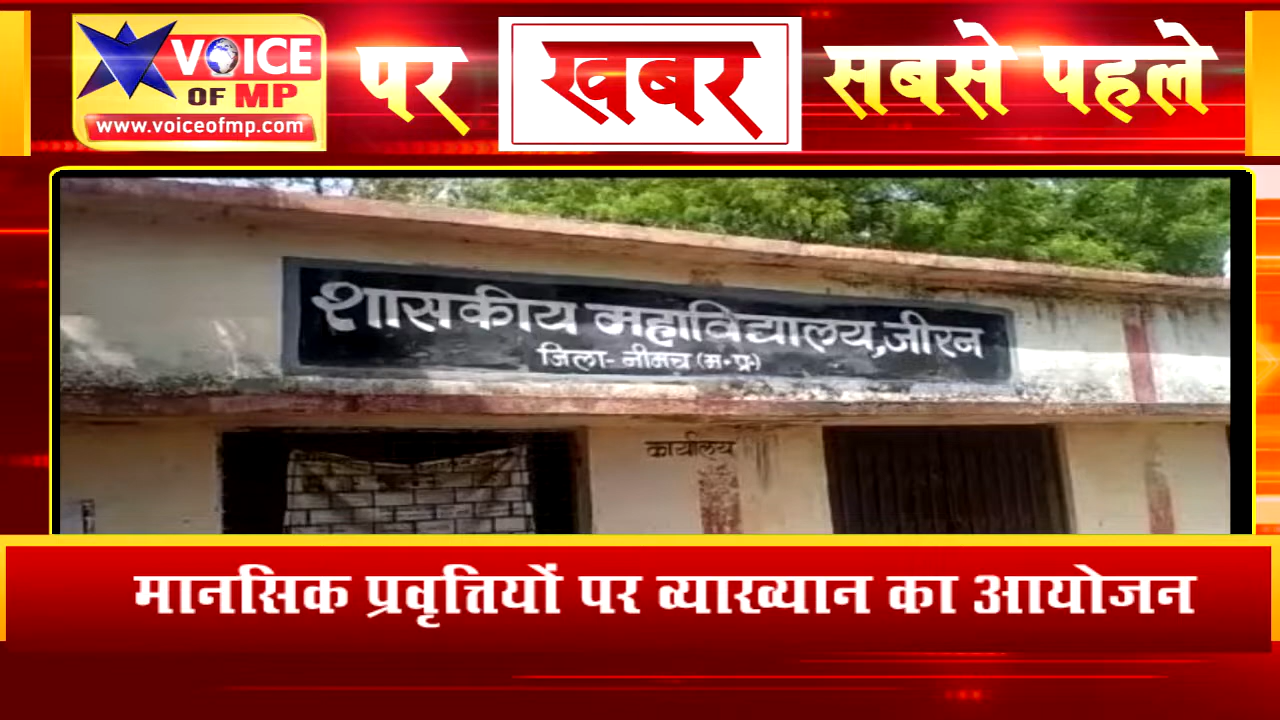 VOICE
OF MP
www.voiceofmp.com
पर खबर सबसे पहले
शासकीय महाविद्यालय,जीरन
जिला-नीमच (म.प्र.)
कार्यालय
मानसिक प्रवृत्तियों पर व्याख्यान का आयोजन